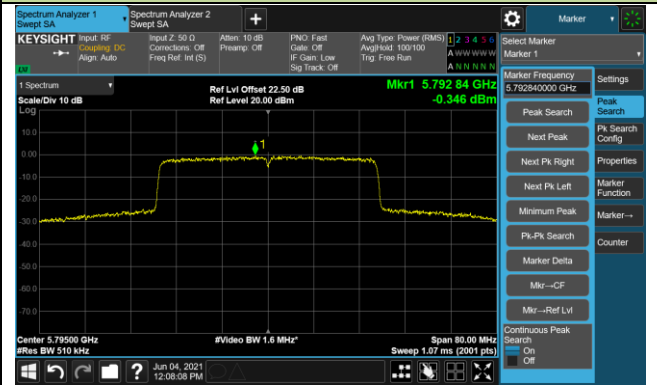 Spectrum Analyzer 1
Swept SA
Spectrum Analyzer 2
Swept SA
+
Marker
KEYSIGHT
Input: RF
Coupling: DC
Align: Auto
Input Z: 50 Ω
Corrections: Off
Freq Ref: Int (S)
Atten: 10 dB
Preamp: Off
PNO: Fast
Gate: Off
IF Gain: Low
Sig Track: Off
Avg Type: Power (RMS)
Avg|Hold: 100/100
Trig: Free Run
1 2 3 4 5 6
A W W W W W
A N N N N N
Select Marker
Marker 1
1 Spectrum
Scale/Div 10 dB
Log
Ref Lvl Offset 22.50 dB
Ref Level 20.00 dBm
Mkr1 5.792 84 GHz
-0.346 dBm
10.0
0.00
-10.0
-20.0
-30.0
-40.0
-50.0
-60.0
-70.0
1
Center 5.79500 GHz
#Res BW 510 kHz
#Video BW 1.6 MHz*
Span 80.00 MHz
Sweep 1.07 ms (2001 pts)
Marker Frequency
5.792840000 GHz
Peak Search
Next Peak
Next Pk Right
Next Pk Left
Minimum Peak
Pk-Pk Search
Marker Delta
Mkr→CF
Mkr→Ref Lvl
Continuous Peak
Search
On
Off
Settings
Peak
Search
Pk Search
Config
Properties
Marker
Function
Marker→
Counter
?
Jun 04, 2021
12:08:08 PM